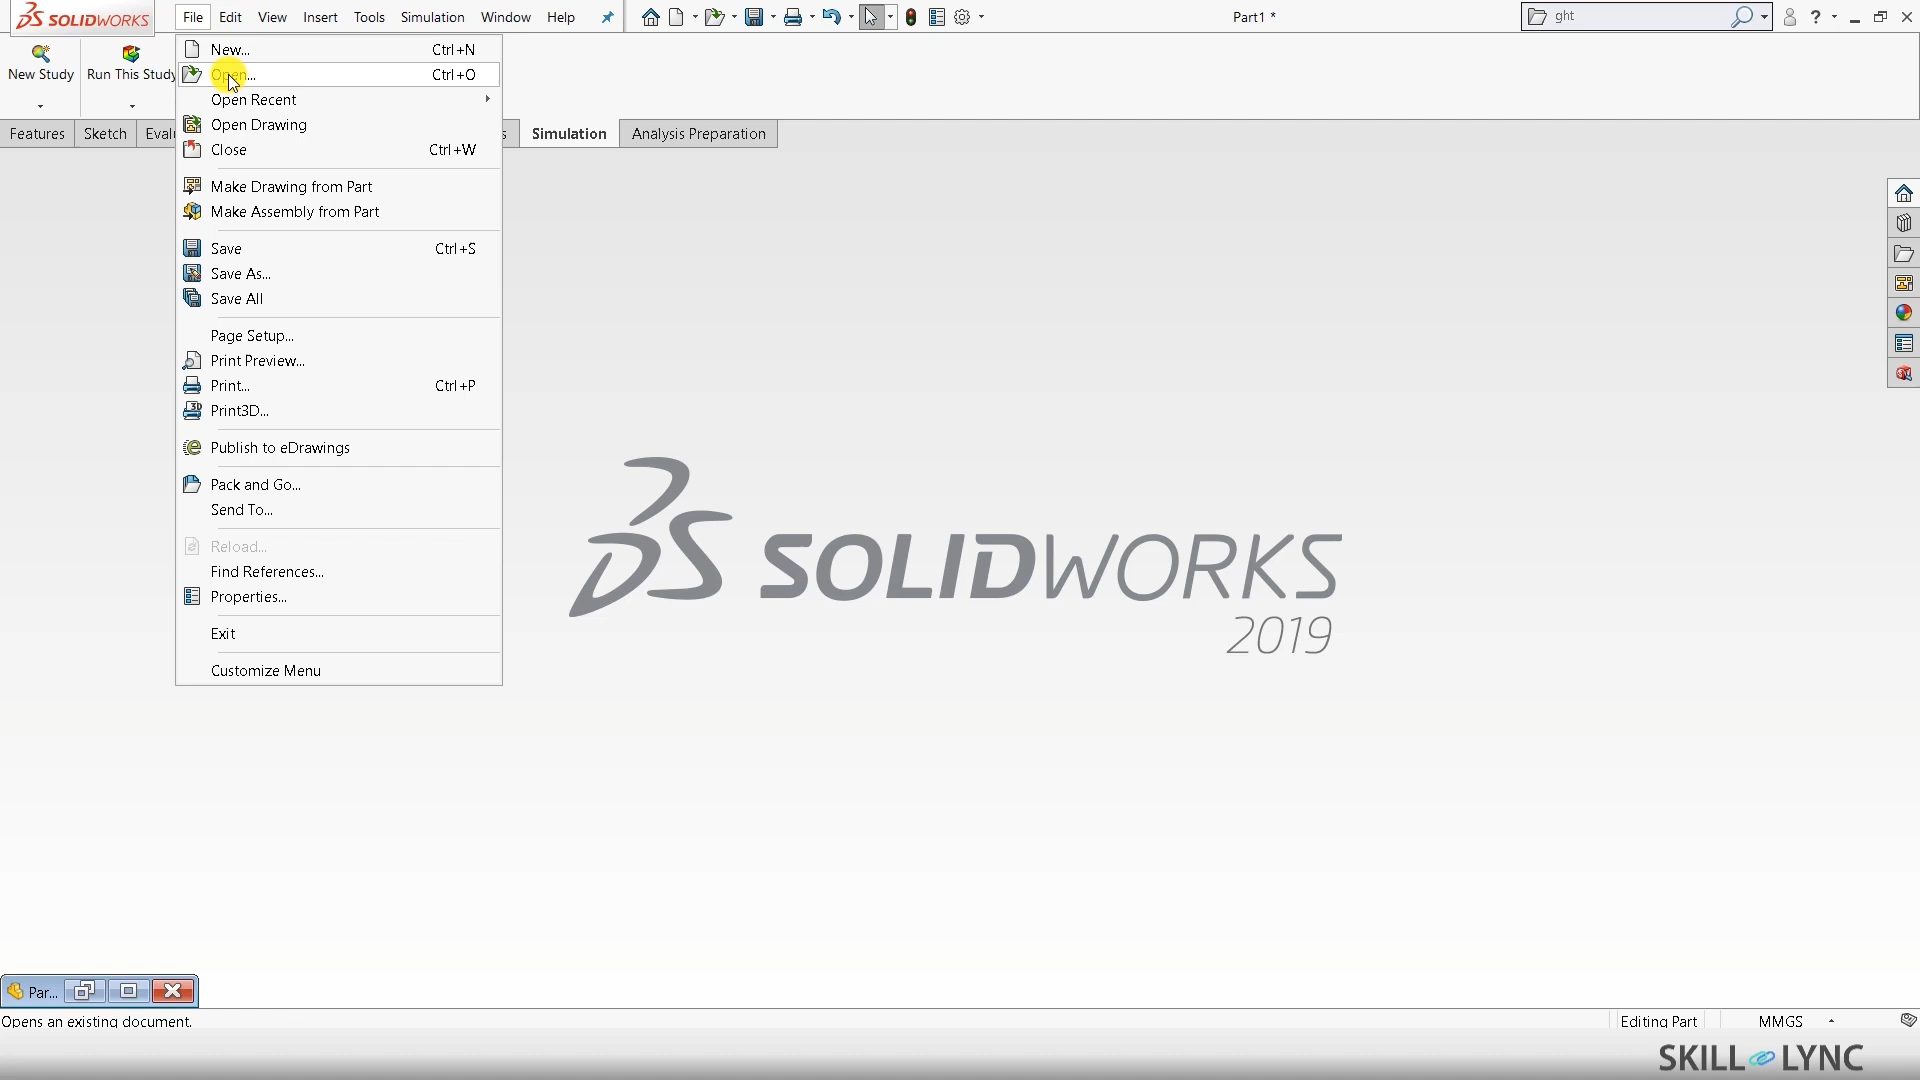 SOLIDWORKS File Edit View Insert Tools Simulation Window Help Part1 * ght ?
New Study Run This Study
Features Sketch Evalu s Simulation Analysis Preparation
New... Ctrl+N
Open... Ctrl+O
Open Recent
Open Drawing
Close Ctrl+W
Make Drawing from Part
Make Assembly from Part
Save Ctrl+S
Save As...
Save All
Page Setup...
Print Preview...
Print... Ctrl+P
Print3D...
Publish to eDrawings
Pack and Go...
Send To...
Reload...
Find References...
Properties...
Exit
Customize Menu
SOLIDWORKS
2019
Par...
Opens an existing document. Editing Part MMGS
SKILL LYNC